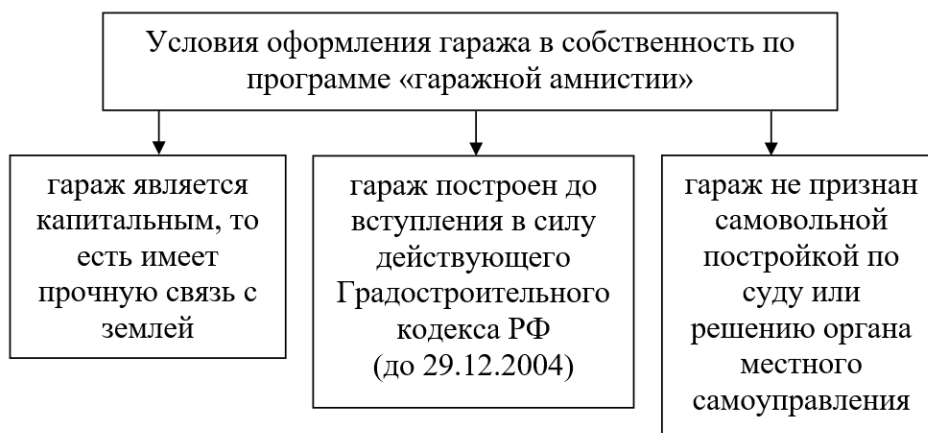 Условия оформления гаража в собственность по
программе «гаражной амнистии»
гараж является
капитальным, то
есть имеет
прочную связь с
землей
гараж построен до
вступления в силу
действующего
Градостроительного
кодекса РФ
(до 29.12.2004)
гараж не признан
самовольной
постройкой по
суду или
решению органа
местного
самоуправления